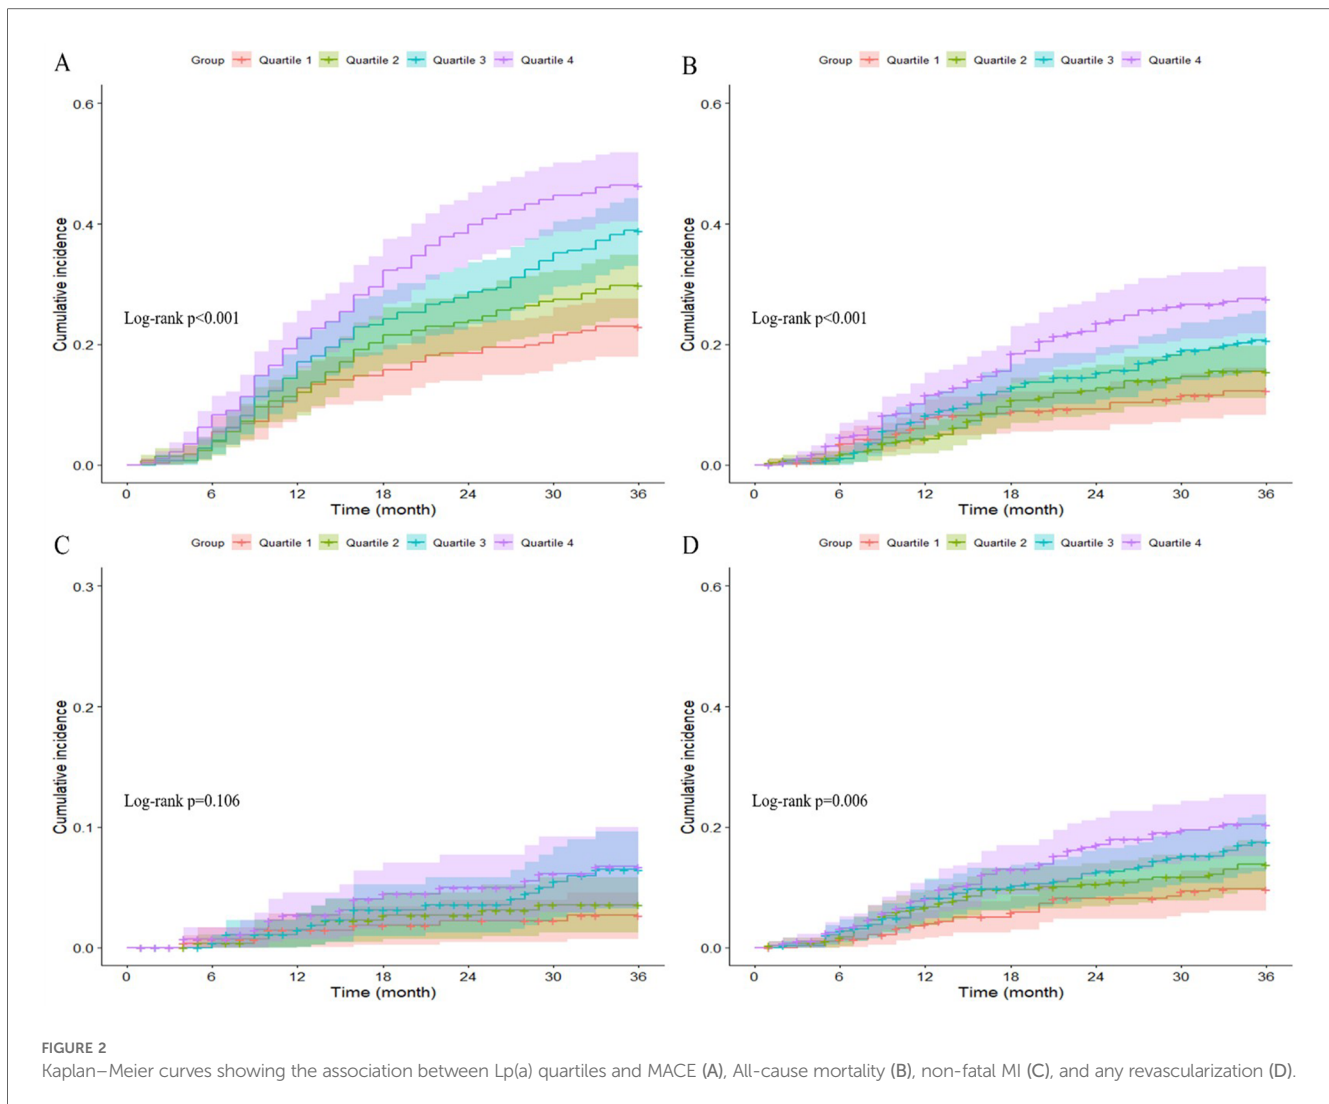 A
Group Quartile 1 Quartile 2 Quartile 3 Quartile 4
0.6
0.4
0.2
0.0
Cumulative incidence
Log-rank p<0.001
0 6 12 18 24 30 36
Time (month)
B
Group Quartile 1 Quartile 2 Quartile 3 Quartile 4
0.6
0.4
0.2
0.0
Cumulative incidence
Log-rank p<0.001
0 6 12 18 24 30 36
Time (month)
C
Group Quartile 1 Quartile 2 Quartile 3 Quartile 4
0.3
0.2
0.1
0.0
Cumulative incidence
Log-rank p=0.106
0 6 12 18 24 30 36
Time (month)
D
Group Quartile 1 Quartile 2 Quartile 3 Quartile 4
0.6
0.4
0.2
0.0
Cumulative incidence
Log-rank p=0.006
0 6 12 18 24 30 36
Time (month)
FIGURE 2
Kaplan–Meier curves showing the association between Lp(a) quartiles and MACE (A), All-cause mortality (B), non-fatal MI (C), and any revascularization (D).